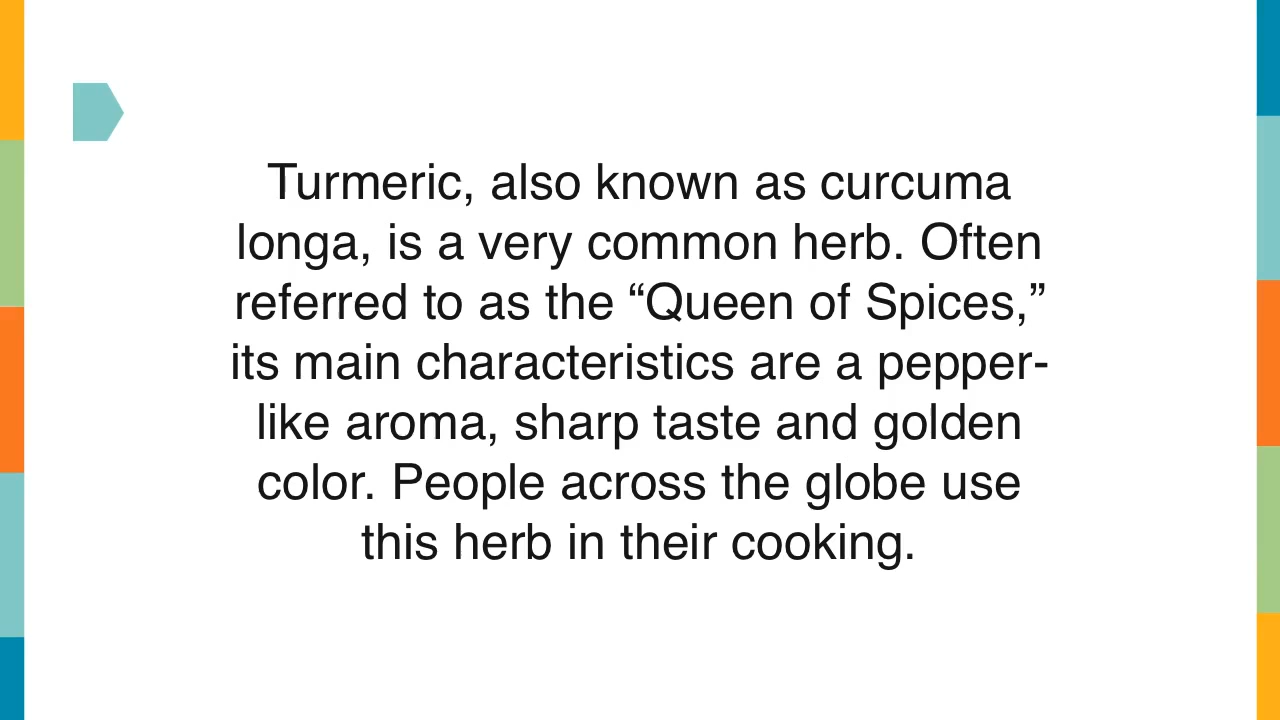 Turmeric, also known as curcuma
longa, is a very common herb. Often
referred to as the “Queen of Spices,”
its main characteristics are a pepper-
like aroma, sharp taste and golden
color. People across the globe use
this herb in their cooking.